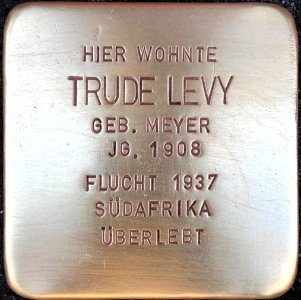 HIER WOHNTE
TRUDE LEVY
GEB. MEYER
JG. 1908
FLUCHT 1937
SÜDAFRIKA
ÜBERLEBT